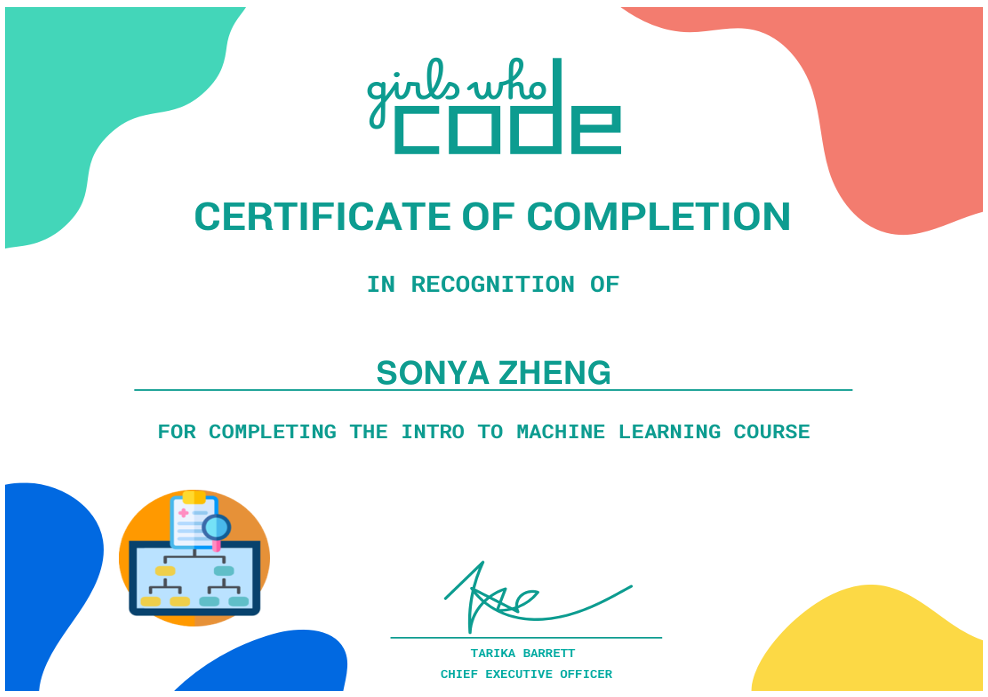 girls who
code
CERTIFICATE OF COMPLETION
IN RECOGNITION OF
SONYA ZHENG
FOR COMPLETING THE INTRO TO MACHINE LEARNING COURSE
TARIKA BARRETT
CHIEF EXECUTIVE OFFICER